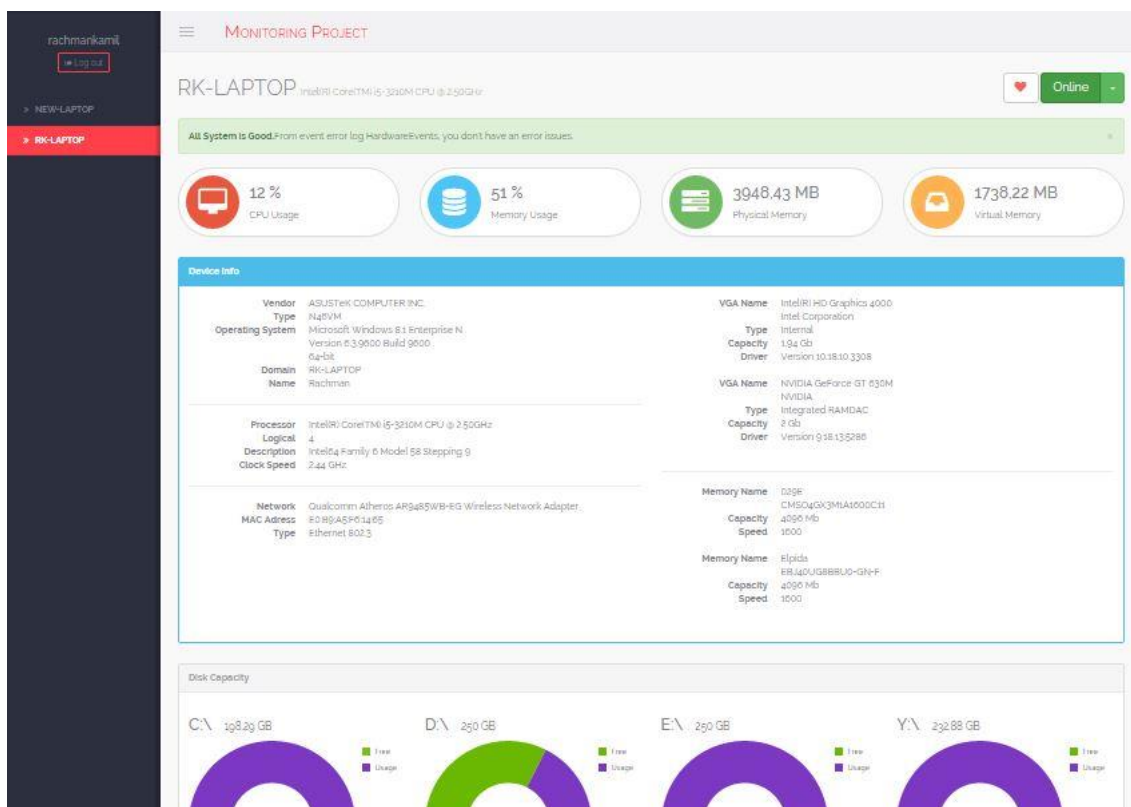 rachmankamil
Log out
NEW-LAPTOP
RK-LAPTOP
MONITORING PROJECT
RK-LAPTOP Intel(R) Core(TM) i5-3210M CPU @ 2.50GHz
Online
All System is Good.From event error log HardwareEvents, you don't have an error issues.
12 %
CPU Usage
51 %
Memory Usage
3948,43 MB
Physical Memory
1738,22 MB
Virtual Memory
Device Info
Vendor ASUSTeK COMPUTER INC.
Type N46VM
Operating System Microsoft Windows 8.1 Enterprise N
Version 6.3.9600 Build 9600
64-bit
Domain RK-LAPTOP
Name Rachman
Processor Intel(R) Core(TM) i5-3210M CPU @ 2.50GHz
Logical 4
Description Intel64 Family 6 Model 58 Stepping 9
Clock Speed 2.44 GHz
Network Qualcomm Atheros AR9485WB-EG Wireless Network Adapter
MAC Adress E0:B9:A5:F6:14:65
Type Ethernet 802.3
VGA Name Intel(R) HD Graphics 4000
Intel Corporation
Type Internal
Capacity 1.94 Gb
Driver Version 10.18.10.3308
VGA Name NVIDIA GeForce GT 630M
NVIDIA
Type Integrated RAMDAC
Capacity 2 Gb
Driver Version 9.18.13.5286
Memory Name 029E
CMSO4GX3M1A1600C11
Capacity 4096 Mb
Speed 1600
Memory Name Elpida
EBJ40UG8BBU0-GN-F
Capacity 4096 Mb
Speed 1600
Disk Capacity
C:\ 198.29 GB
Free
Usage
D:\ 250 GB
Free
Usage
E:\ 250 GB
Free
Usage
Y:\ 232.88 GB
Free
Usage